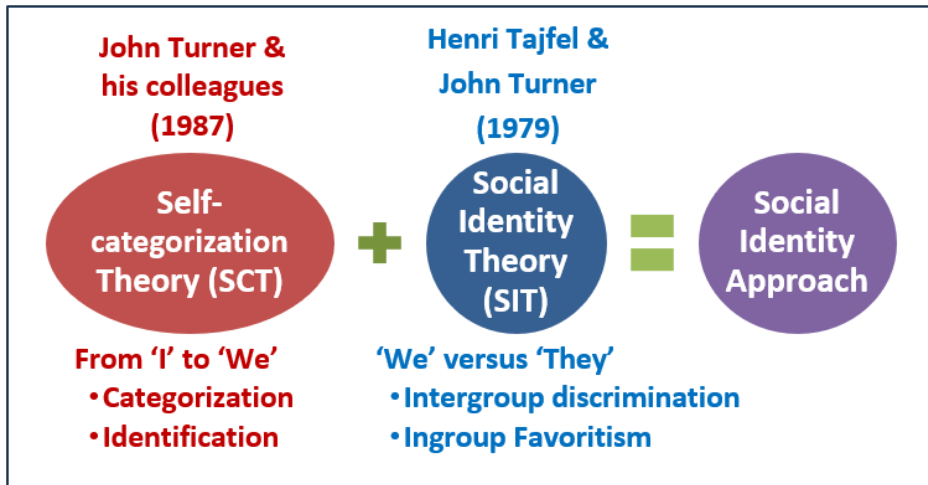 John Turner &
his colleagues
(1987)
Self-
categorization
Theory (SCT)
From ‘I’ to ‘We’
• Categorization
• Identification
+
Henri Tajfel &
John Turner
(1979)
Social
Identity
Theory
(SIT)
‘We’ versus ‘They’
• Intergroup discrimination
• Ingroup Favoritism
=
Social
Identity
Approach